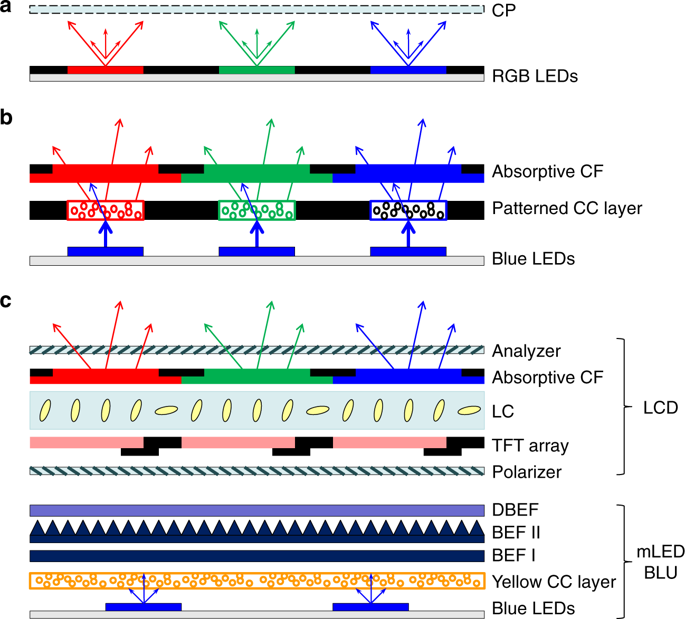 a
CP
RGB LEDs
b
Absorptive CF
Patterned CC layer
Blue LEDs
c
Analyzer
Absorptive CF
LC
LCD
TFT array
Polarizer
DBEF
BEF II
BEF I
mLED
BLU
Yellow CC layer
Blue LEDs